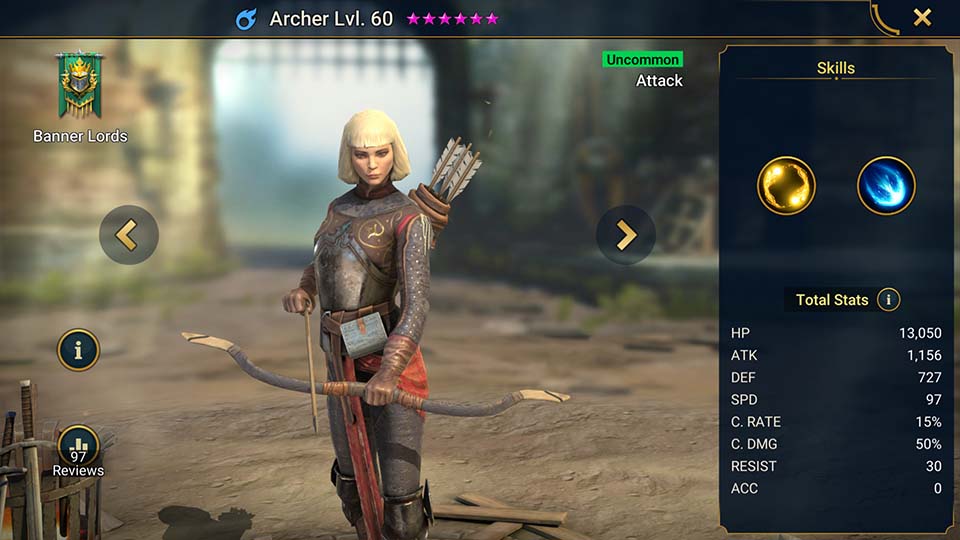 Archer Lvl. 60
Banner Lords
Uncommon
Attack
Skills
Total Stats i
HP 13,050
ATK 1,156
DEF 727
SPD 97
C. RATE 15%
C. DMG 50%
RESIST 30
ACC 0
i
97
Reviews